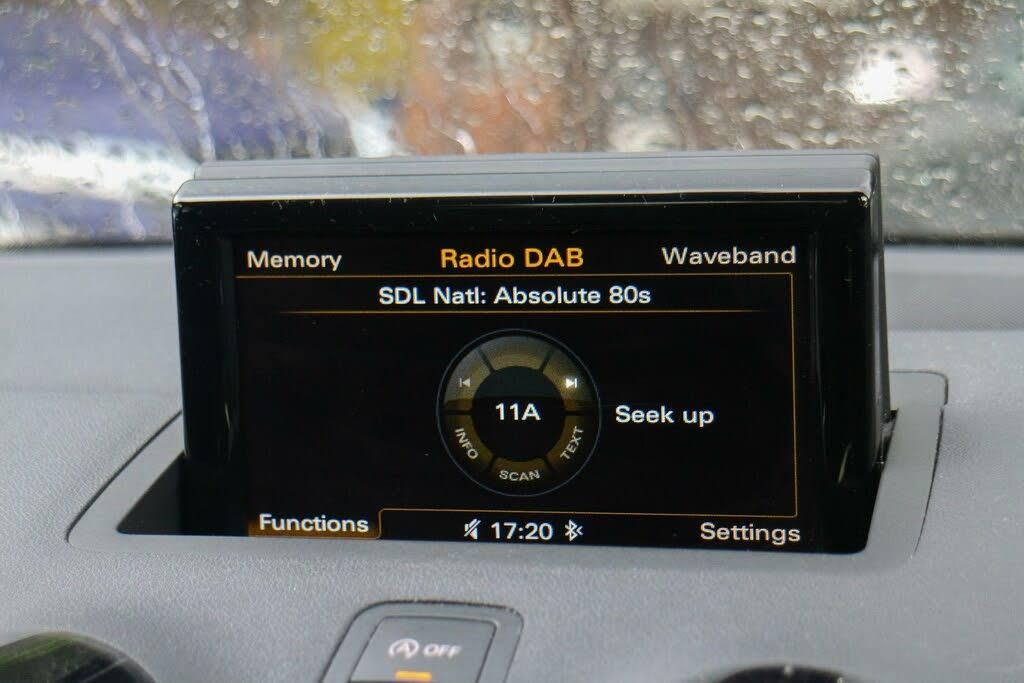 Memory Radio DAB Waveband
SDL Natl: Absolute 80s
11A Seek up
INFO SCAN TEXT
Functions 17:20 Settings
A OFF